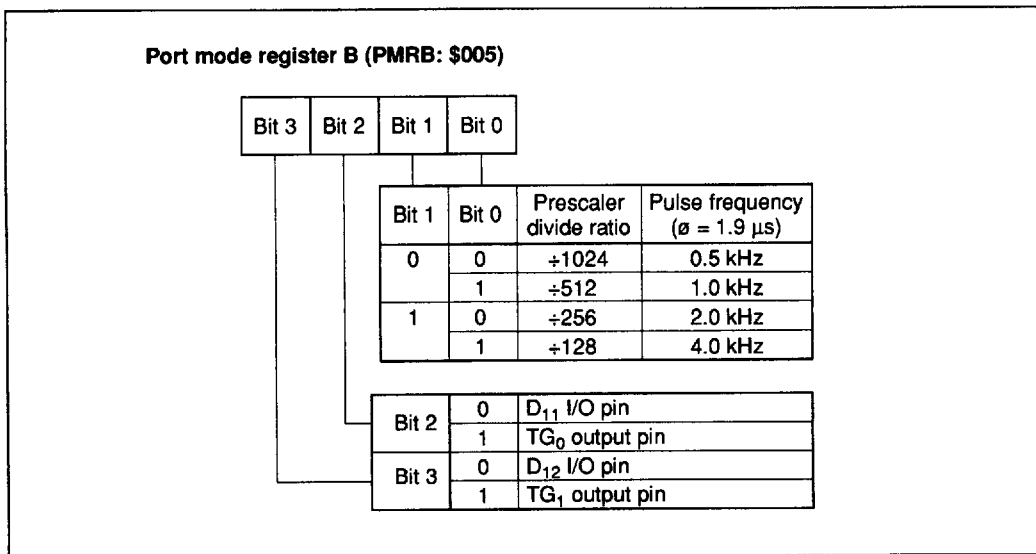 Port mode register B (PMRB: $005)
Bit 3 Bit 2 Bit 1 Bit 0
Bit 1 Bit 0 Prescaler divide ratio Pulse frequency (ø = 1.9 µs)
0 0 ÷1024 0.5 kHz
1 ÷512 1.0 kHz
1 0 ÷256 2.0 kHz
1 ÷128 4.0 kHz
Bit 2 0 D₁₁ I/O pin
1 TG₀ output pin
Bit 3 0 D₁₂ I/O pin
1 TG₁ output pin